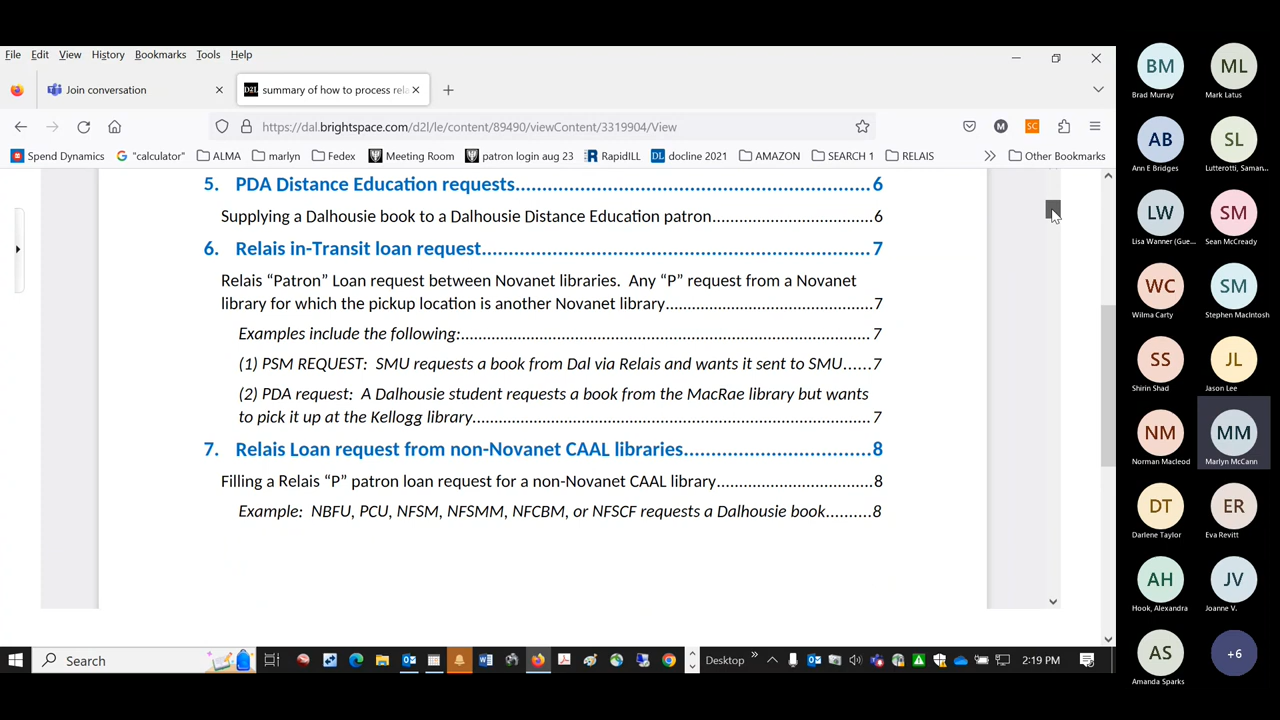 File Edit View History Bookmarks Tools Help
Join conversation
D2L summary of how to process rela
https://dal.brightspace.com/d2l/le/content/89490/viewContent/3319904/View
Spend Dynamics "calculator" ALMA marlyn Fedex Meeting Room patron login aug 23 RapidILL DL docline 2021 AMAZON SEARCH 1 RELAIS Other Bookmarks
5. PDA Distance Education requests 6
Supplying a Dalhousie book to a Dalhousie Distance Education patron 6
6. Relais in-Transit loan request 7
Relais “Patron” Loan request between Novanet libraries. Any “P” request from a Novanet
library for which the pickup location is another Novanet library 7
Examples include the following: 7
(1) PSM REQUEST: SMU requests a book from Dal via Relais and wants it sent to SMU 7
(2) PDA request: A Dalhousie student requests a book from the MacRae library but wants
to pick it up at the Kellogg library 7
7. Relais Loan request from non-Novanet CAAL libraries 8
Filling a Relais “P” patron loan request for a non-Novanet CAAL library 8
Example: NBFU, PCU, NFSM, NFSMM, NFCBM, or NFSCF requests a Dalhousie book 8
Search
Desktop
2:19 PM
BM ML
Brad Murray Mark Latus
AB SL
Ann E Bridges Lutterotti, Saman...
LW SM
Lisa Wanner (Gue... Sean McCready
WC SM
Wilma Carty Stephen MacIntosh
SS JL
Shirin Shad Jason Lee
NM MM
Norman Macleod Marlyn McCann
DT ER
Darlene Taylor Eva Revitt
AH JV
Hook, Alexandra Joanne V.
AS +6
Amanda Sparks